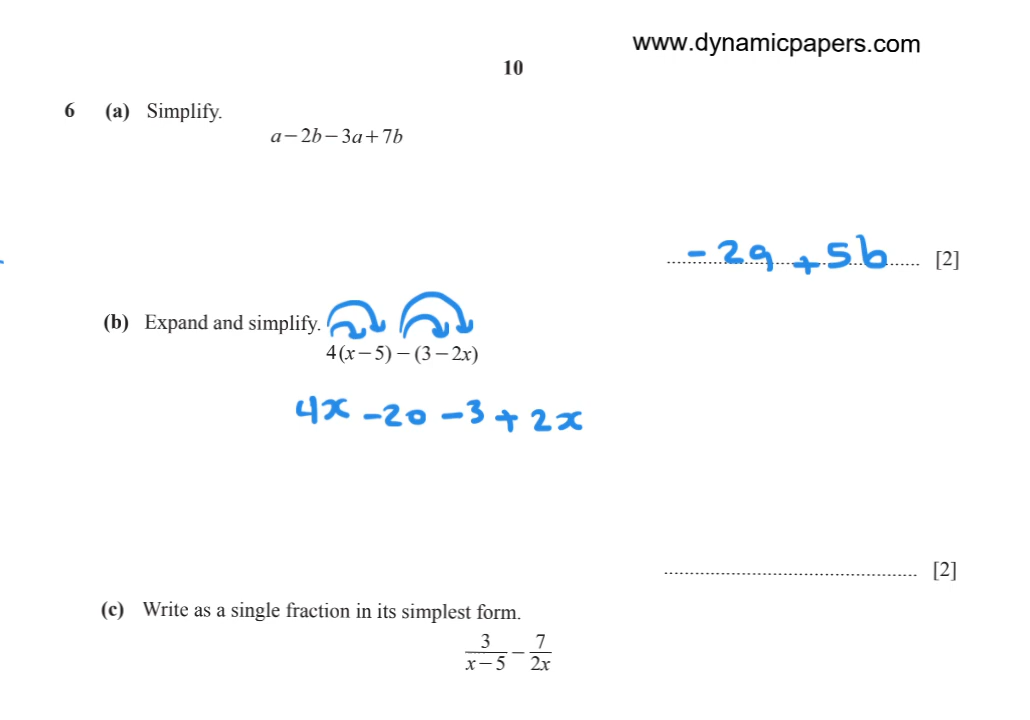 www.dynamicpapers.com
10
6 (a) Simplify.
a−2b−3a+7b
-2a +5b [2]
(b) Expand and simplify.
4(x−5)−(3−2x)
4x -20 -3 + 2x
[2]
(c) Write as a single fraction in its simplest form.
3/(x−5) − 7/(2x)